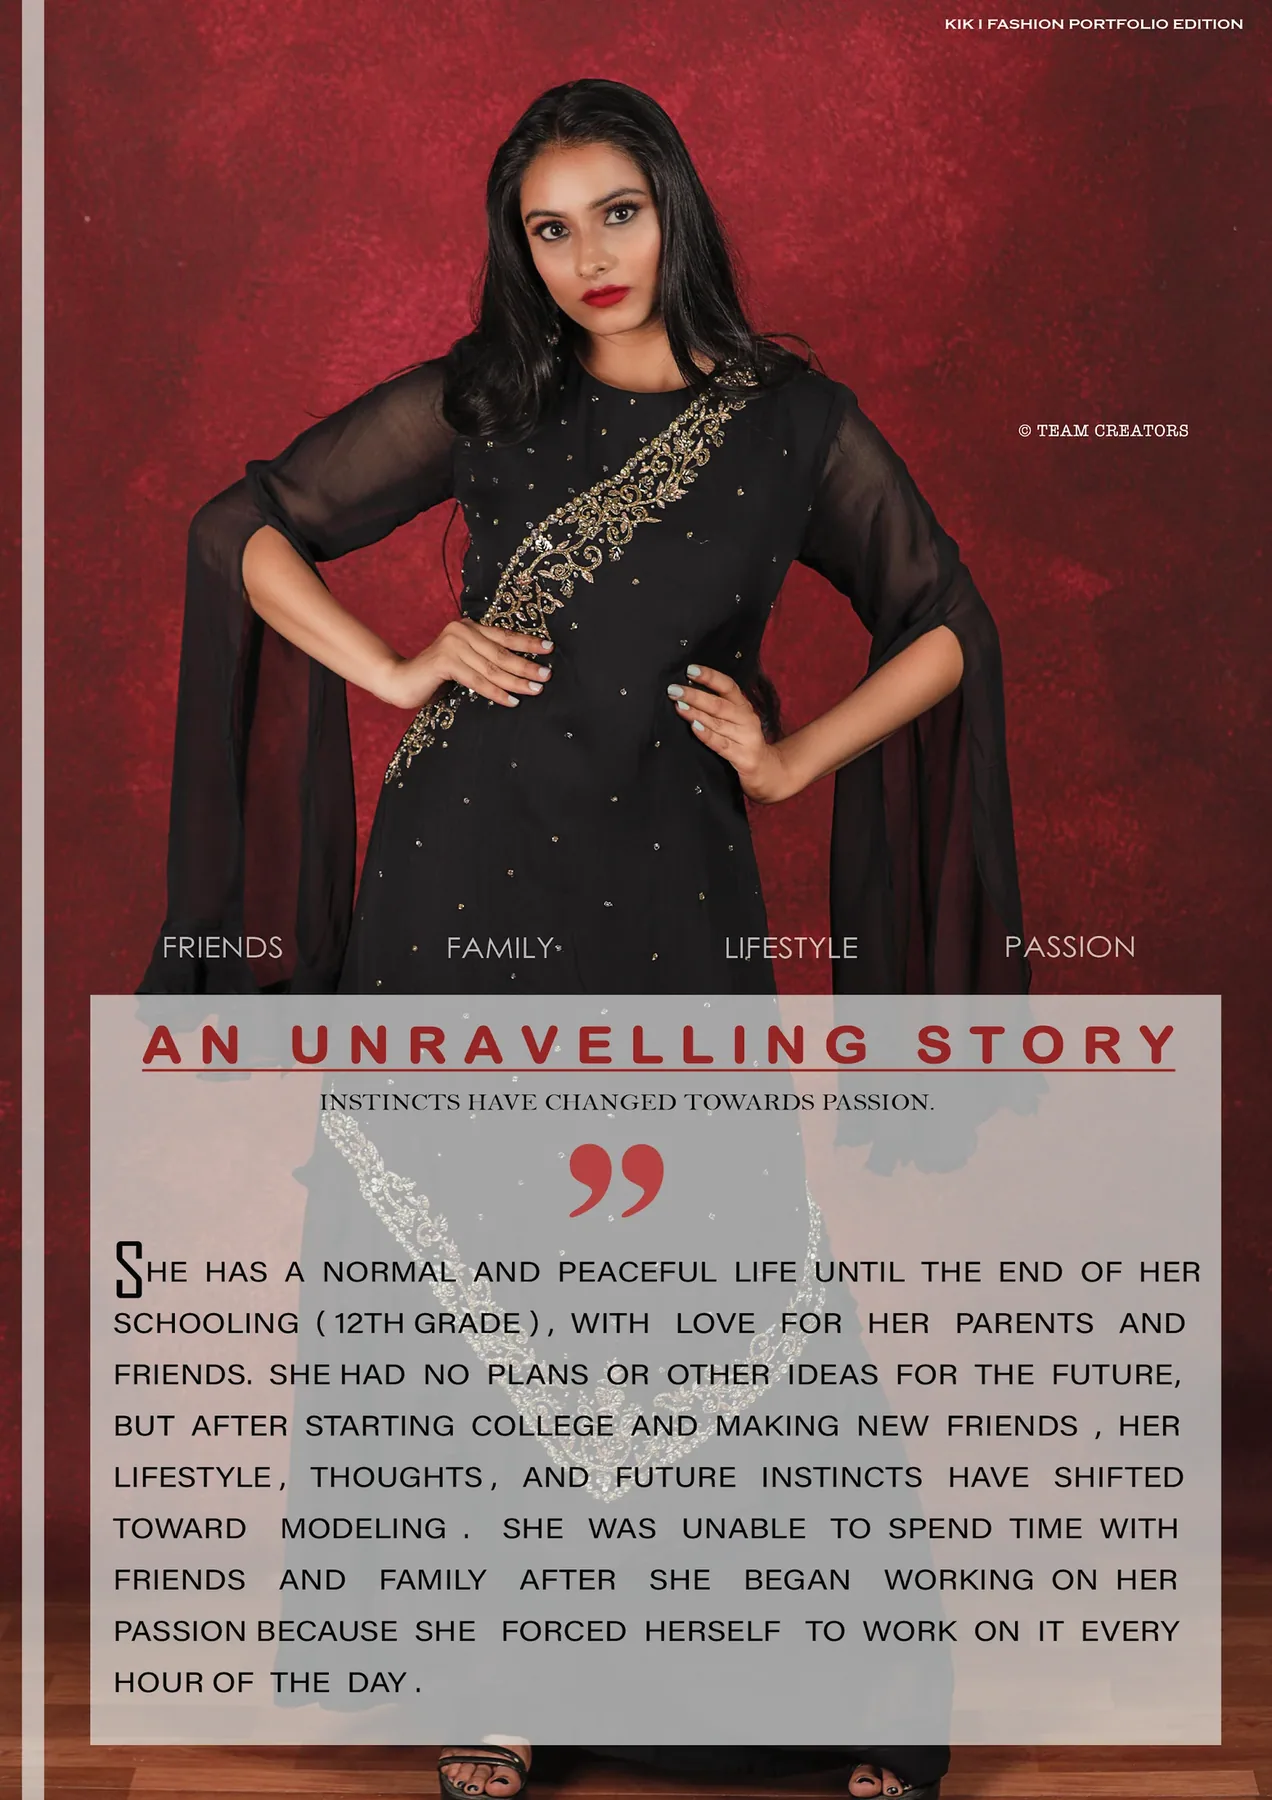 KIK I FASHION PORTFOLIO EDITION
© TEAM CREATORS
FRIENDS FAMILY LIFESTYLE PASSION
AN UNRAVELLING STORY
INSTINCTS HAVE CHANGED TOWARDS PASSION.
”
SHE HAS A NORMAL AND PEACEFUL LIFE UNTIL THE END OF HER
SCHOOLING ( 12TH GRADE ) , WITH LOVE FOR HER PARENTS AND
FRIENDS. SHE HAD NO PLANS OR OTHER IDEAS FOR THE FUTURE,
BUT AFTER STARTING COLLEGE AND MAKING NEW FRIENDS , HER
LIFESTYLE , THOUGHTS , AND FUTURE INSTINCTS HAVE SHIFTED
TOWARD MODELING . SHE WAS UNABLE TO SPEND TIME WITH
FRIENDS AND FAMILY AFTER SHE BEGAN WORKING ON HER
PASSION BECAUSE SHE FORCED HERSELF TO WORK ON IT EVERY
HOUR OF THE DAY .